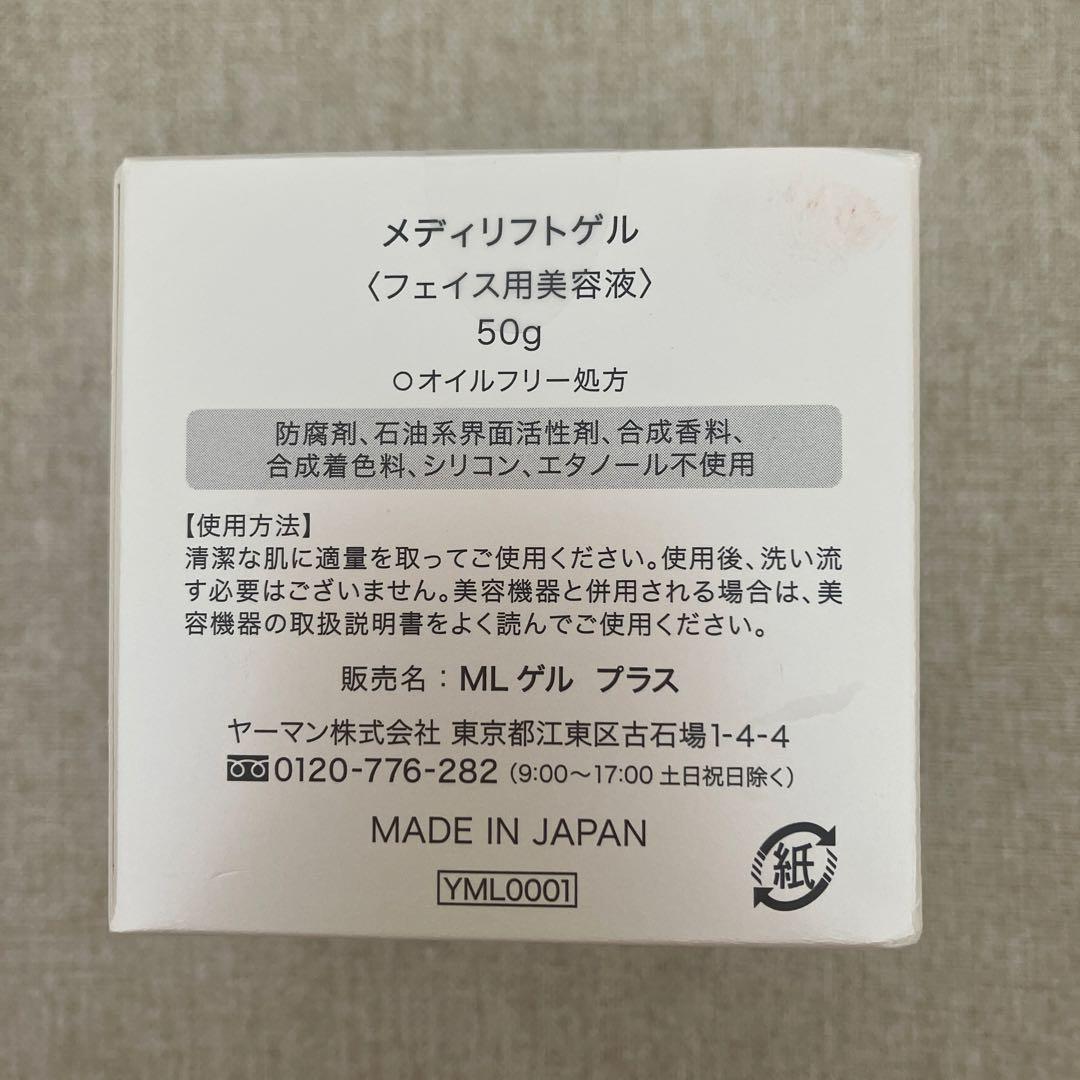 メディリフトゲル
〈フェイス用美容液〉
50g
○オイルフリー処方
防腐剤、石油系界面活性剤、合成香料、
合成着色料、シリコン、エタノール不使用
【使用方法】
清潔な肌に適量を取ってご使用ください。使用後、洗い流
す必要はございません。美容機器と併用される場合は、美
容機器の取扱説明書をよく読んでご使用ください。
販売名：MLゲル プラス
ヤーマン株式会社 東京都江東区古石場1-4-4
0120-776-282（9:00～17:00 土日祝日除く）
MADE IN JAPAN
紙
YML0001